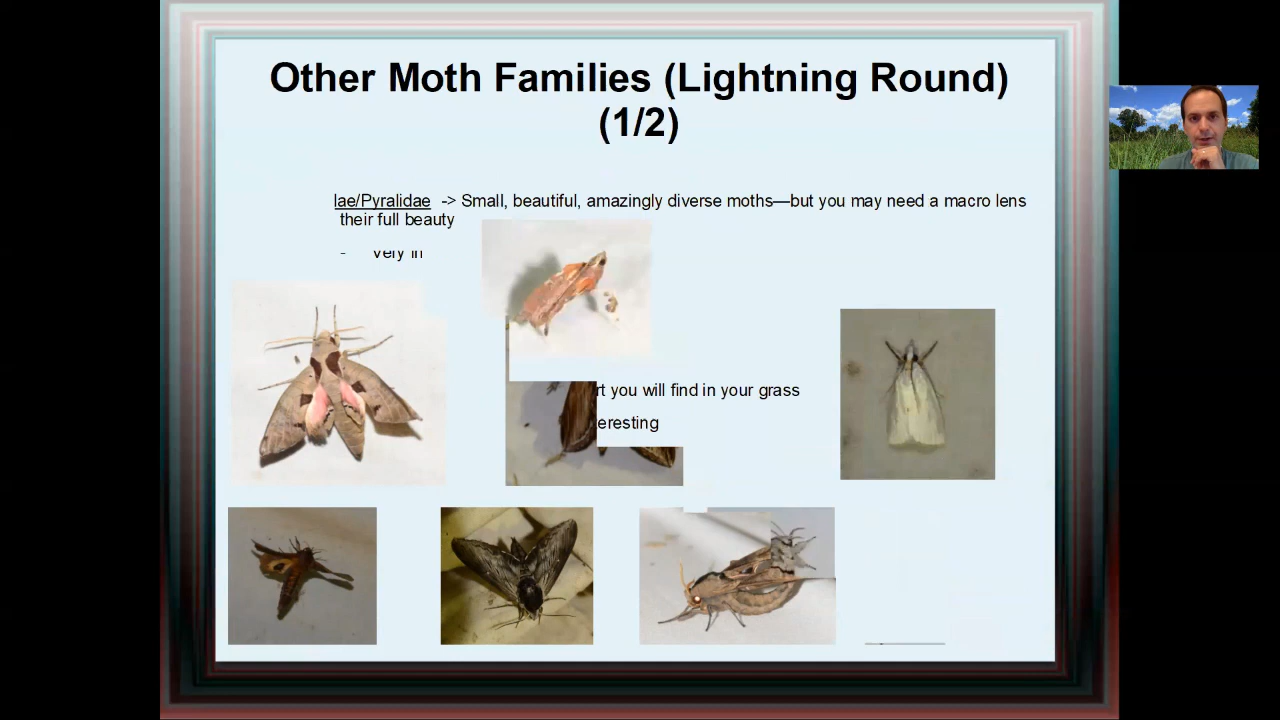 Other Moth Families (Lightning Round)
(1/2)
lae/Pyralidae -> Small, beautiful, amazingly diverse moths—but you may need a macro lens
their full beauty
- Very in
rt you will find in your grass
eresting